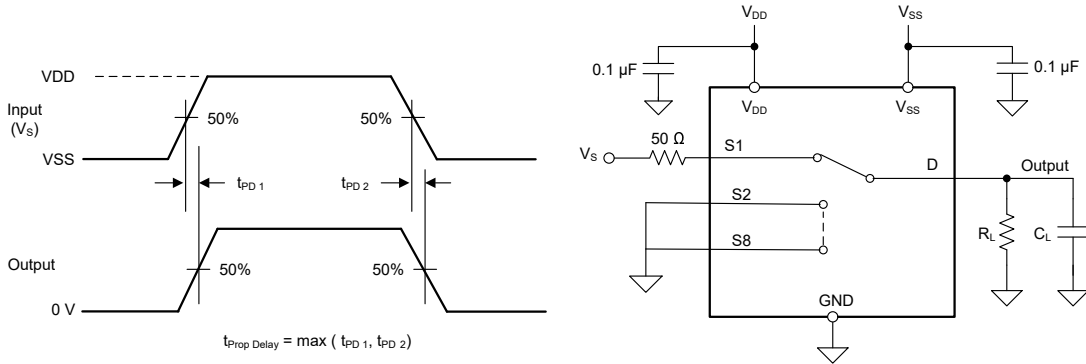 VDD
Input
(VS)
VSS
50%
50%
tPD 1
tPD 2
Output
50%
50%
0 V
tProp Delay = max ( tPD 1, tPD 2)
VDD
VSS
0.1 µF
0.1 µF
VDD
VSS
VS
50 Ω
S1
D
Output
S2
S8
RL
CL
GND